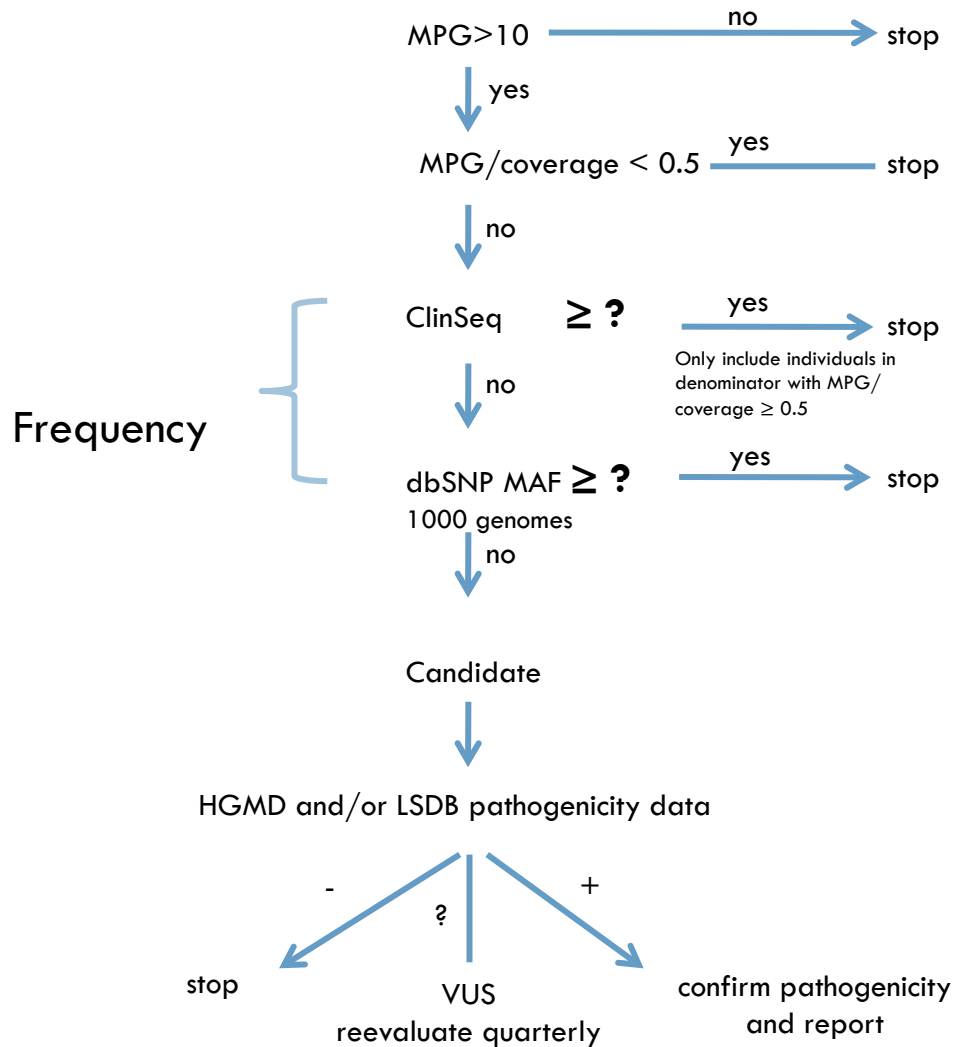 MPG>10
no
stop
yes
MPG/coverage < 0.5
yes
stop
no
ClinSeq ≥ ?
yes
stop
Only include individuals in
denominator with MPG/
coverage ≥ 0.5
no
Frequency
dbSNP MAF ≥ ?
1000 genomes
yes
stop
no
Candidate
HGMD and/or LSDB pathogenicity data
-
?
+
stop
VUS
reevaluate quarterly
confirm pathogenicity
and report